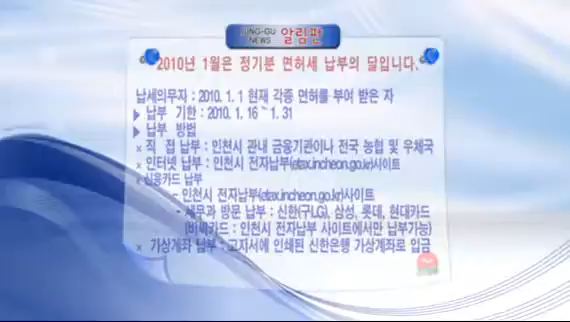 JUNG-GU NEWS 알림판
2010년 1월은 정기분 면허세 납부의 달입니다.
납세의무자 : 2010. 1. 1 현재 각종 면허를 부여 받은 자
▶ 납부 기한 : 2010. 1. 16 ~ 1. 31
▶ 납부 방법
× 직 접 납부 : 인천시 관내 금융기관이나 전국 농협 및 우체국
× 인터넷 납부 : 인천시 전자납부(etax.incheon.go.kr)사이트
× 신용카드 납부
- 인천시 전자납부(etax.incheon.go.kr)사이트
- 세무과 방문 납부 : 신한(구LG), 삼성, 롯데, 현대카드
(비씨카드 : 인천시 전자납부 사이트에서만 납부가능)
× 가상계좌 납부 : 고지서에 인쇄된 신한은행 가상계좌로 입금